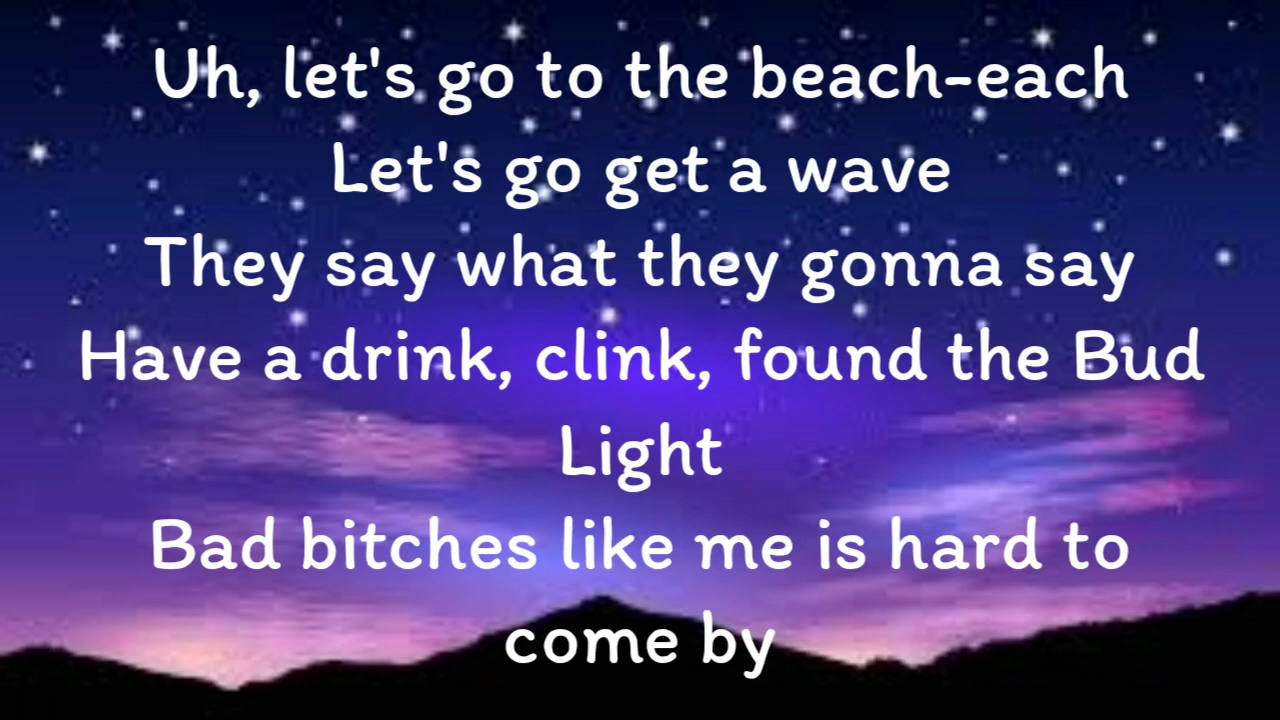 Uh, let's go to the beach-each
Let's go get a wave
They say what they gonna say
Have a drink, clink, found the Bud
Light
Bad bitches like me is hard to
come by